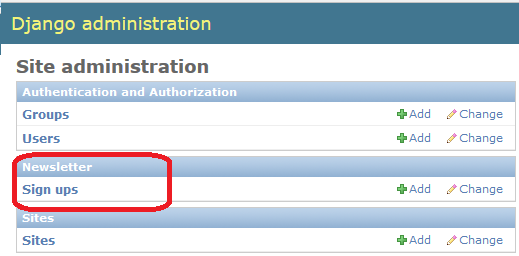 Django administration
Site administration
Authentication and Authorization
Groups Add Change
Users Add Change
Newsletter
Sign ups Add Change
Sites
Sites Add Change